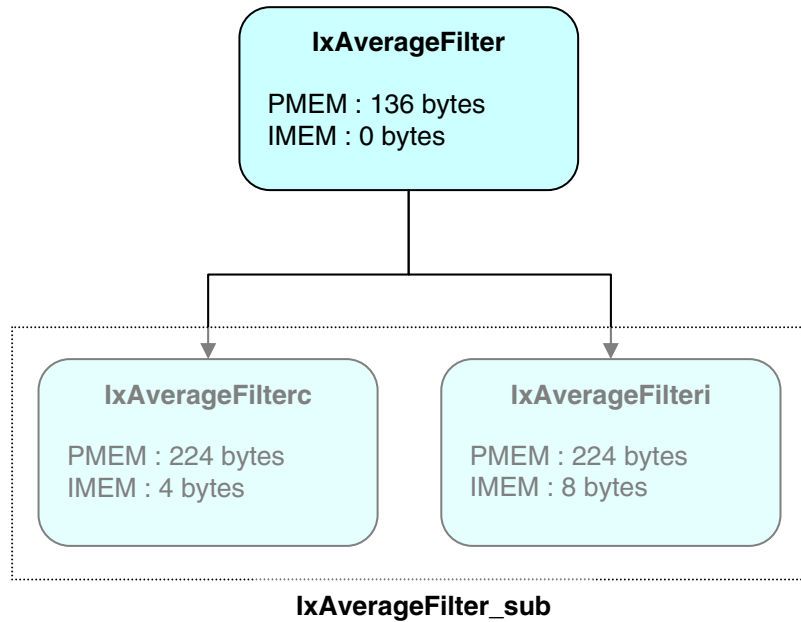 IxAverageFilter
PMEM : 136 bytes
IMEM : 0 bytes
IxAverageFilterc
PMEM : 224 bytes
IMEM : 4 bytes
IxAverageFilteri
PMEM : 224 bytes
IMEM : 8 bytes
IxAverageFilter_sub